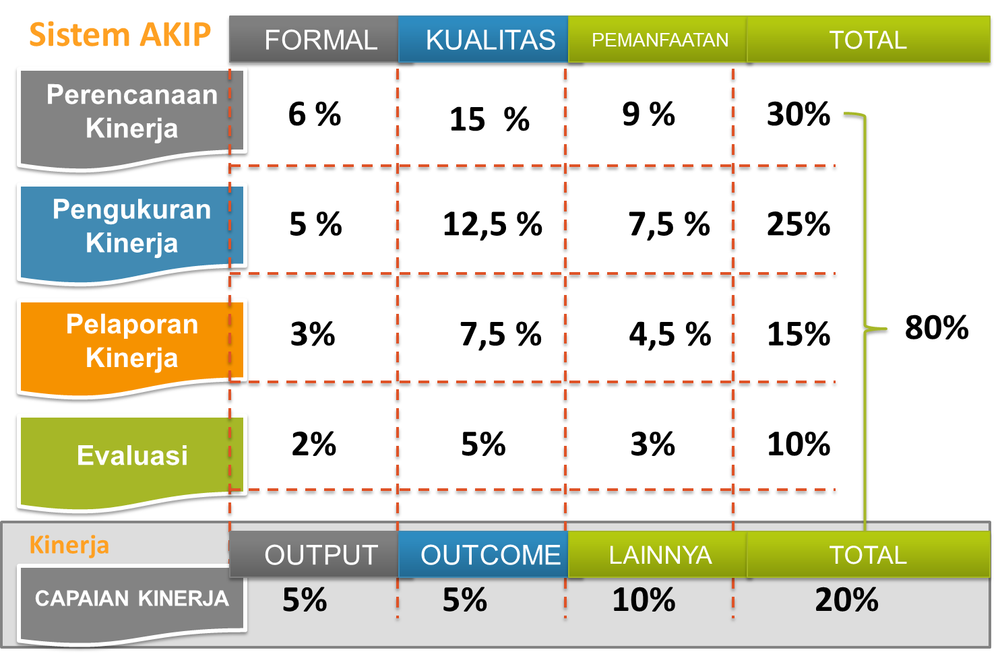 Sistem AKIP FORMAL KUALITAS PEMANFAATAN TOTAL
Perencanaan
Kinerja
6 % 15 % 9 % 30%
Pengukuran
Kinerja
5 % 12,5 % 7,5 % 25%
Pelaporan
Kinerja
3% 7,5 % 4,5 % 15%
80%
Evaluasi 2% 5% 3% 10%
Kinerja OUTPUT OUTCOME LAINNYA TOTAL
CAPAIAN KINERJA 5% 5% 10% 20%